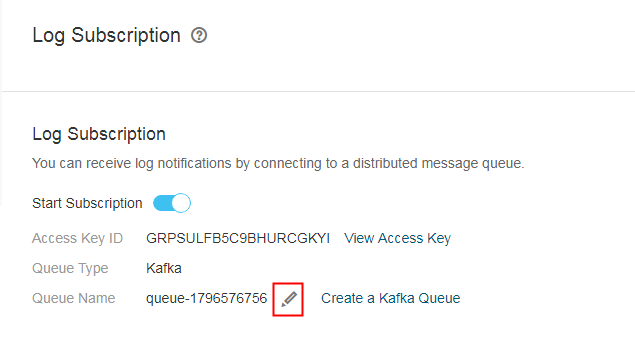 Log Subscription ?
Log Subscription
You can receive log notifications by connecting to a distributed message queue.
Start Subscription
Access Key ID GRPSULFB5C9BHURCGKYI View Access Key
Queue Type Kafka
Queue Name queue-1796576756 Create a Kafka Queue